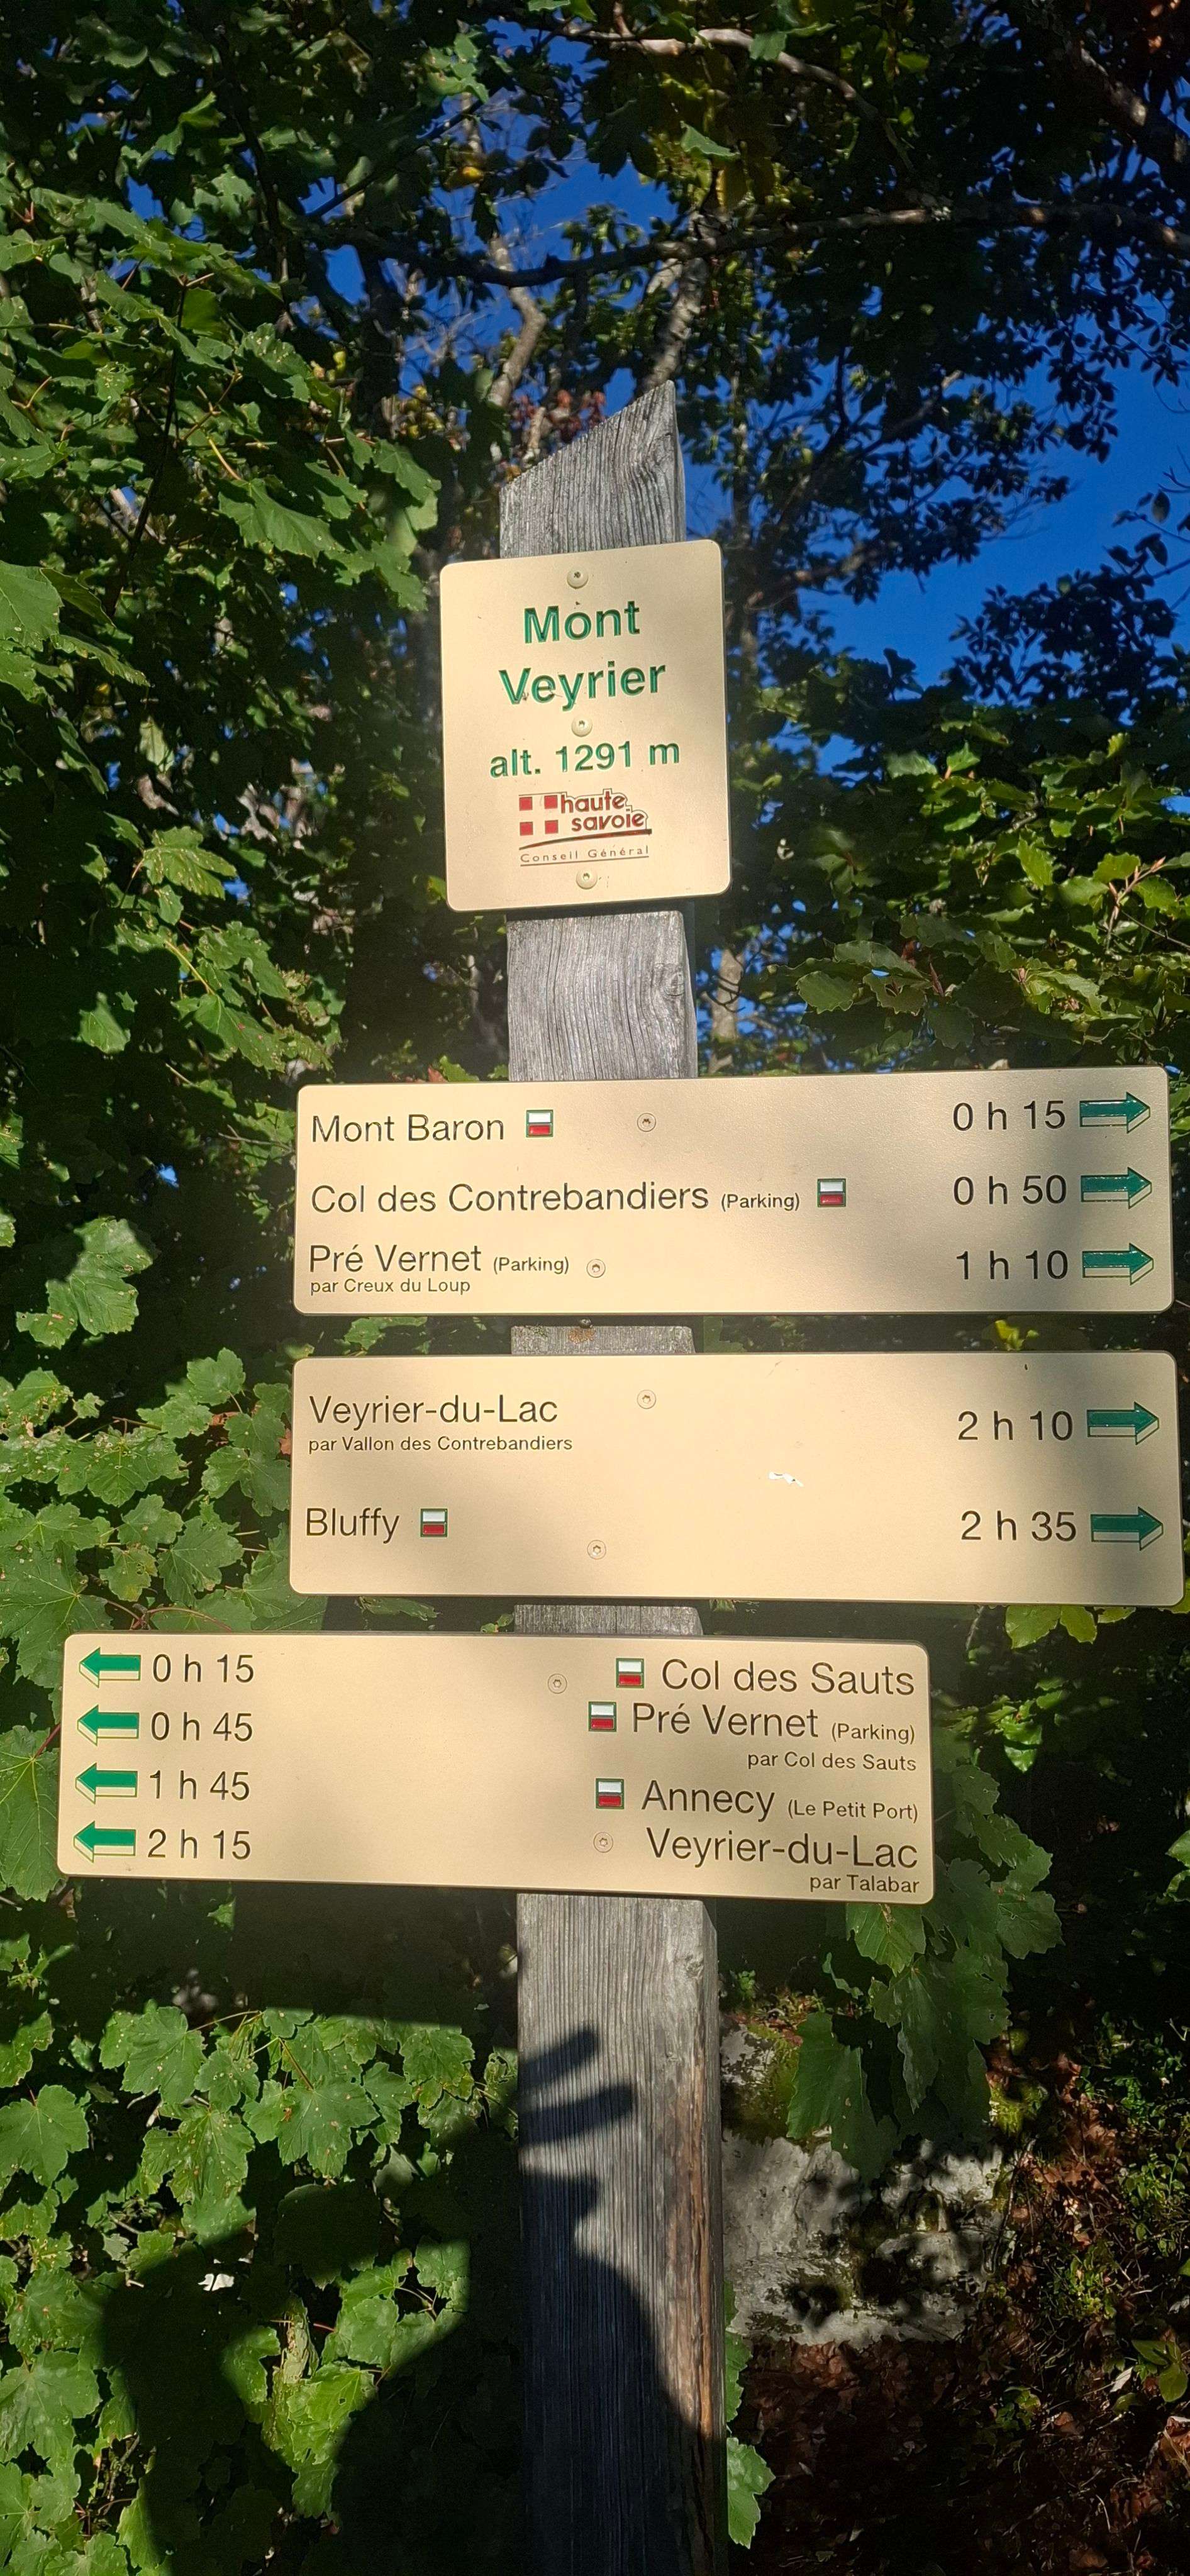 Mont
Veyrier
alt. 1291 m
haute
savoie
Conseil Général
Mont Baron 0 h 15
Col des Contrebandiers (Parking) 0 h 50
Pré Vernet (Parking) 1 h 10
par Creux du Loup
Veyrier-du-Lac 2 h 10
par Vallon des Contrebandiers
Bluffy 2 h 35
0 h 15 Col des Sauts
0 h 45 Pré Vernet (Parking)
par Col des Sauts
1 h 45 Annecy (Le Petit Port)
2 h 15 Veyrier-du-Lac
par Talabar